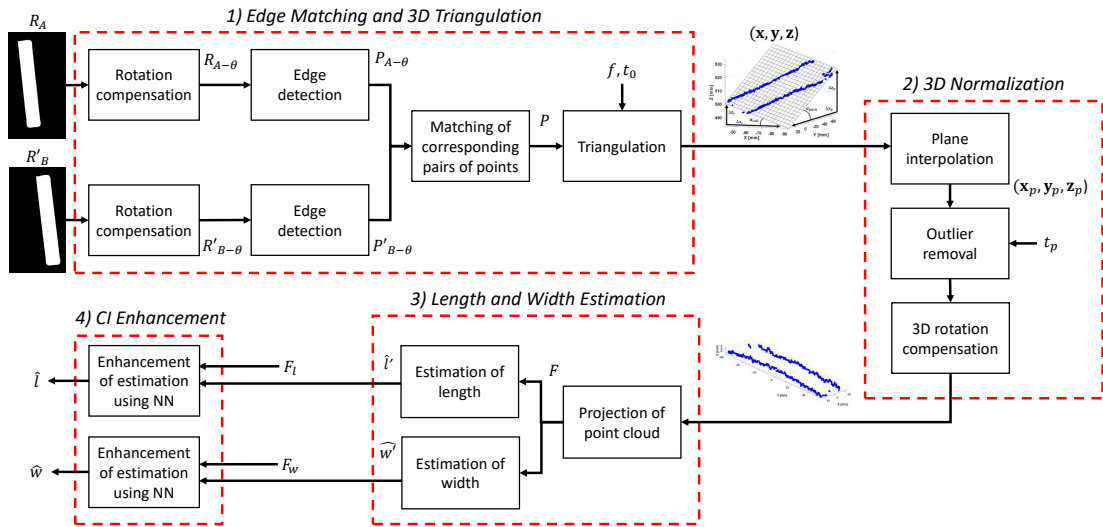 1) Edge Matching and 3D Triangulation
R_A
Rotation
compensation
R_{A−θ}
Edge
detection
P_{A−θ}
R'_B
Rotation
compensation
R'_{B−θ}
Edge
detection
P'_{B−θ}
Matching of
corresponding
pairs of points
P
f, t_0
Triangulation
(x, y, z)
Z [mm]
X [mm]
Y [mm]
2) 3D Normalization
Plane
interpolation
(x_p, y_p, z_p)
Outlier
removal
t_p
3D rotation
compensation
3) Length and Width Estimation
Projection of
point cloud
F
Estimation of
length
l̂'
Estimation of
width
ŵ'
4) CI Enhancement
Enhancement
of estimation
using NN
F_l
l̂
Enhancement
of estimation
using NN
F_w
ŵ